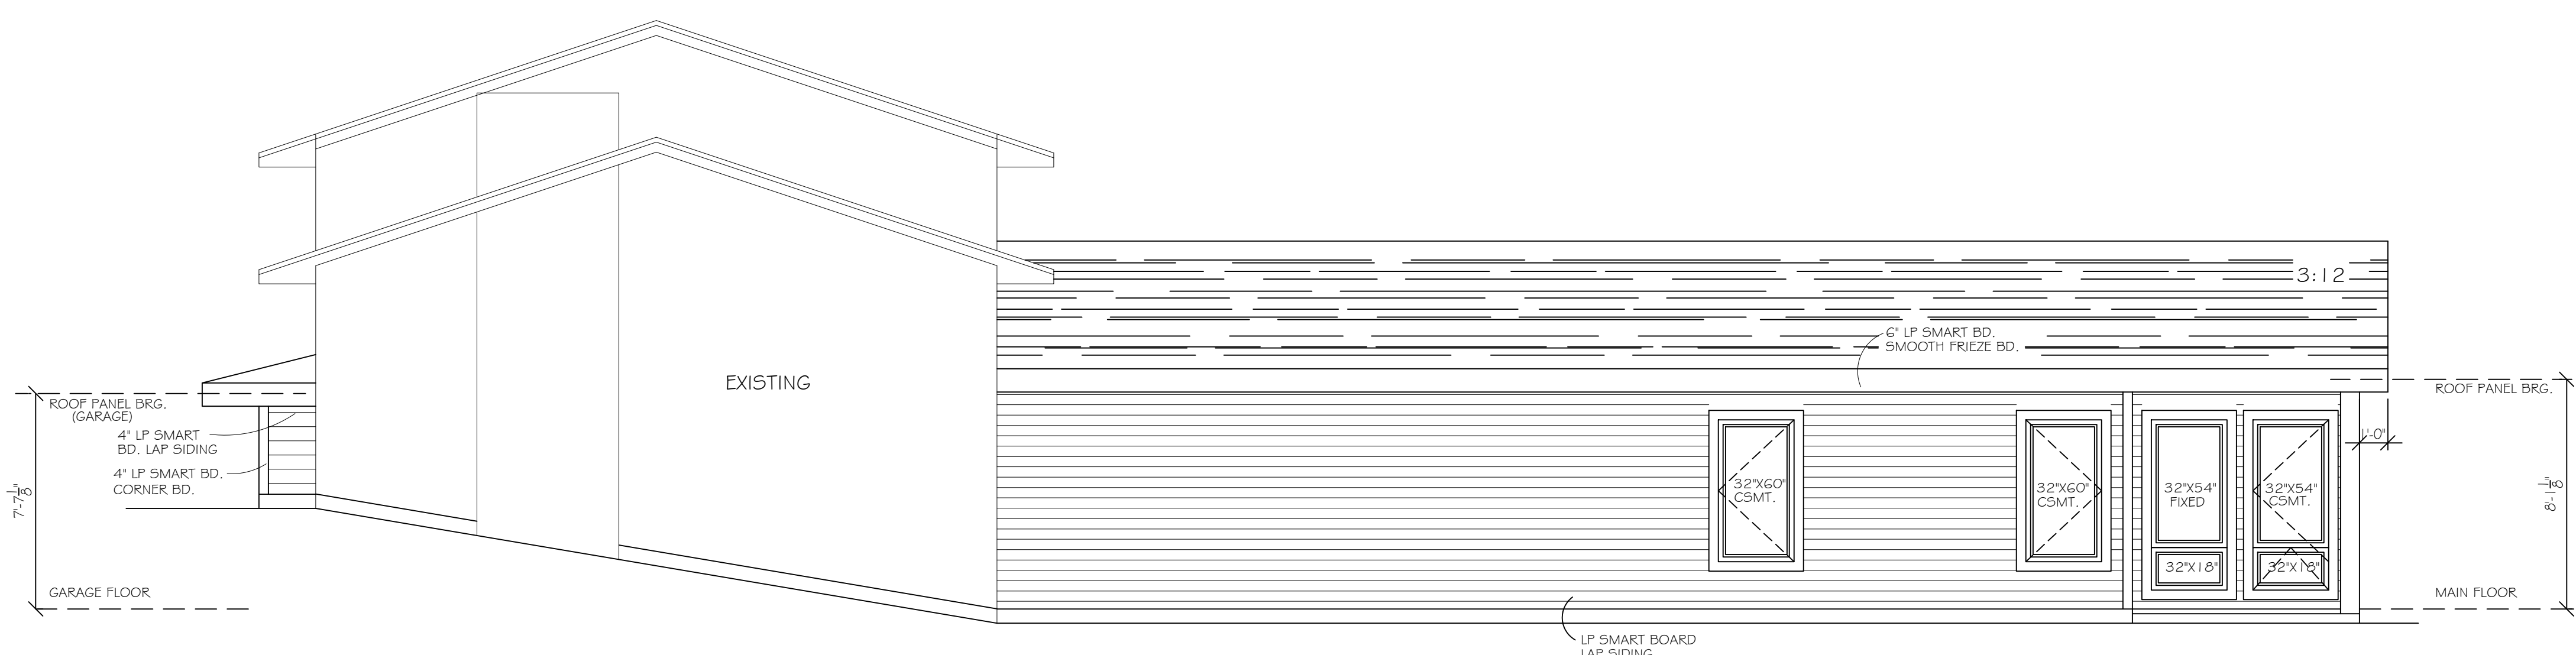 3:12
6" LP SMART BD.
SMOOTH FRIEZE BD.
EXISTING
ROOF PANEL BRG.
(GARAGE)
ROOF PANEL BRG.
4" LP SMART
BD. LAP SIDING
1'-0"
4" LP SMART BD.
CORNER BD.
7'-7 1/8"
32"X60"
CSMT.
32"X60"
CSMT.
32"X54"
FIXED
32"X54"
CSMT.
8'-1 1/8"
32"X18"
32"X18"
GARAGE FLOOR
MAIN FLOOR
LP SMART BOARD
LAP SIDING